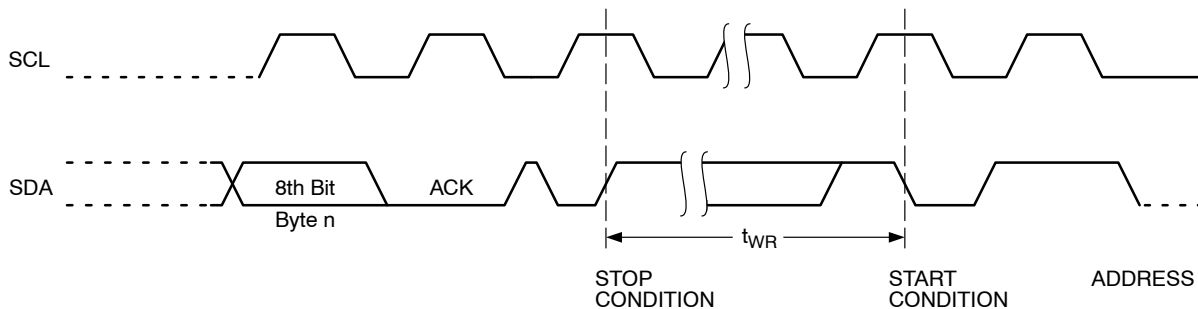 SCL
SDA
8th Bit
Byte n
ACK
tWR
STOP
CONDITION
START
CONDITION
ADDRESS